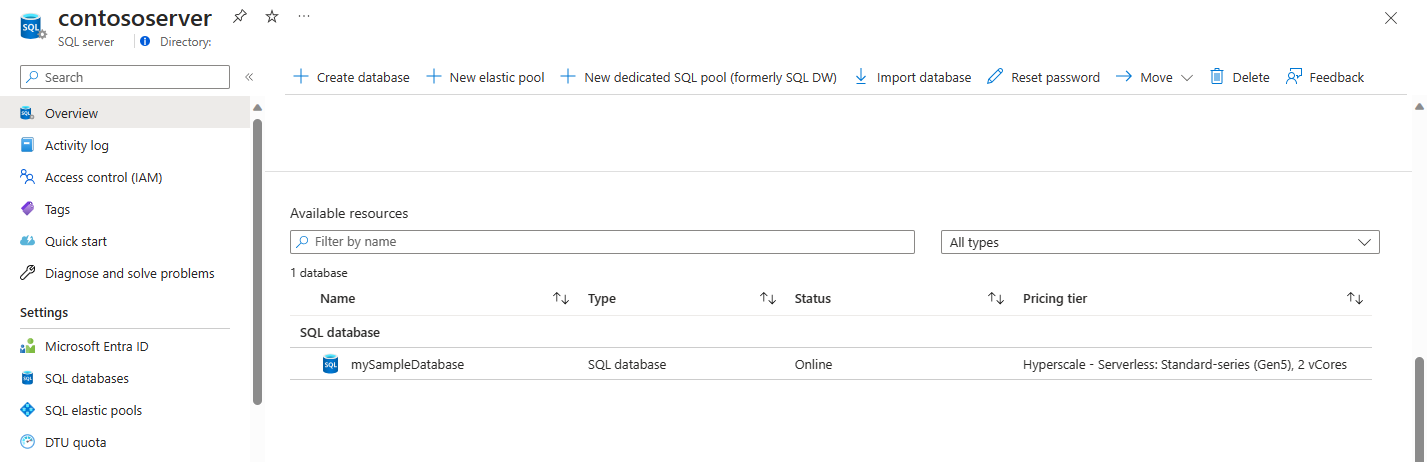 contososerver
SQL server
Directory:
Search
Create database
New elastic pool
New dedicated SQL pool (formerly SQL DW)
Import database
Reset password
Move
Delete
Feedback
Overview
Activity log
Access control (IAM)
Tags
Quick start
Diagnose and solve problems
Settings
Microsoft Entra ID
SQL databases
SQL elastic pools
DTU quota
Available resources
Filter by name
All types
1 database
Name Type Status Pricing tier
SQL database
mySampleDatabase SQL database Online Hyperscale - Serverless: Standard-series (Gen5), 2 vCores